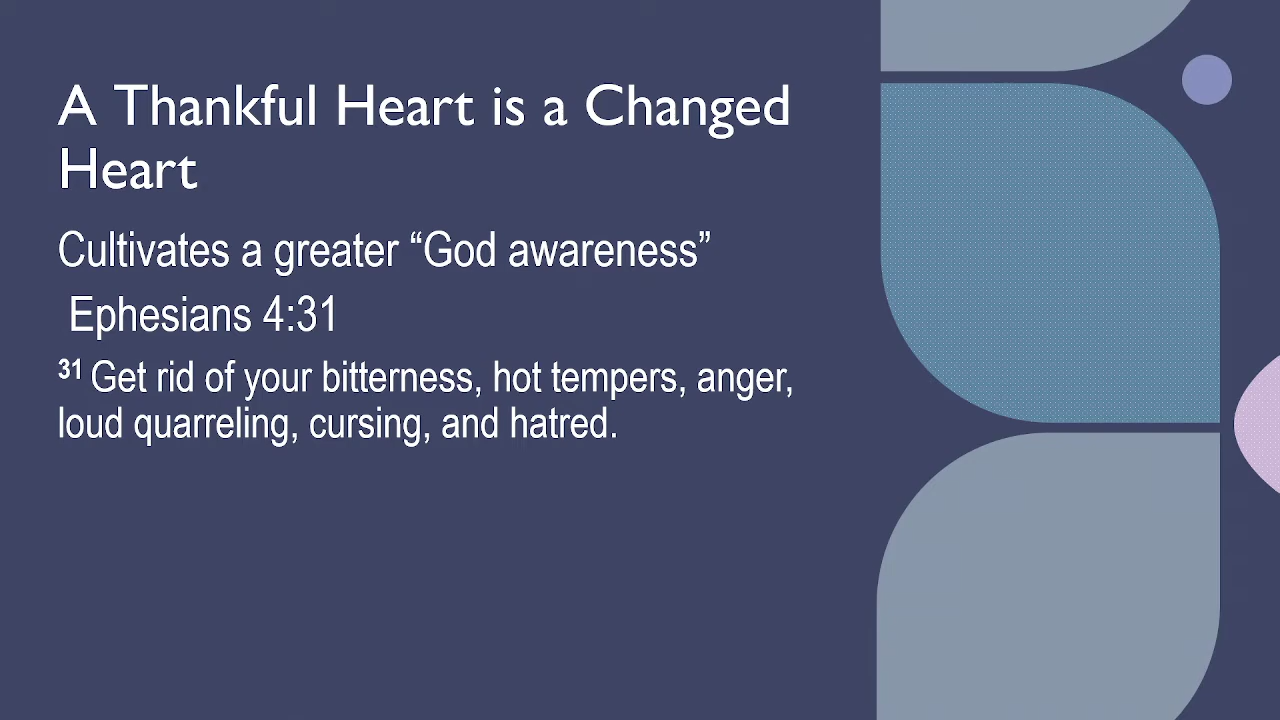 A Thankful Heart is a Changed
Heart
Cultivates a greater “God awareness”
Ephesians 4:31
31 Get rid of your bitterness, hot tempers, anger,
loud quarreling, cursing, and hatred.